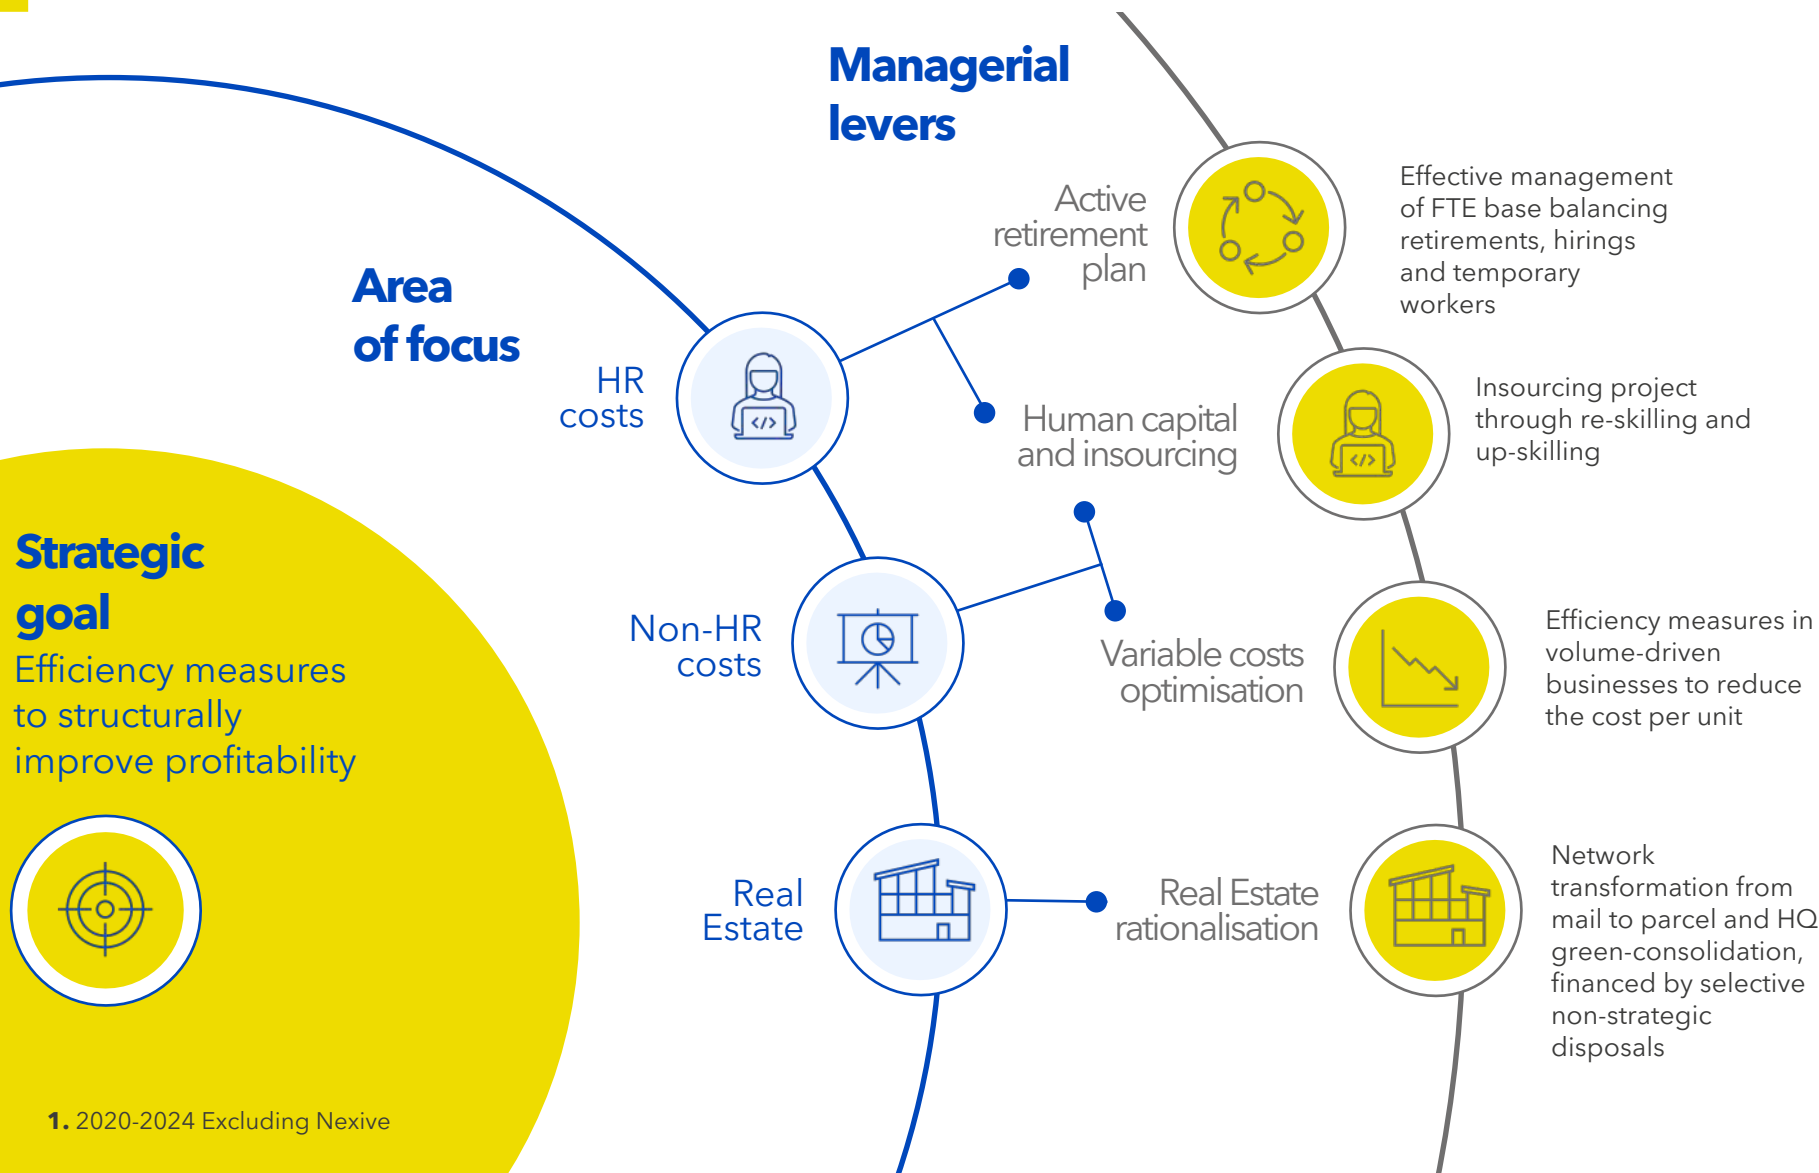 Managerial
levers
Area
of focus
Strategic
goal
Efficiency measures
to structurally
improve profitability
HR
costs
Non-HR
costs
Real
Estate
Active
retirement
plan
Effective management
of FTE base balancing
retirements, hirings
and temporary
workers
Human capital
and insourcing
Insourcing project
through re-skilling and
up-skilling
Variable costs
optimisation
Efficiency measures in
volume-driven
businesses to reduce
the cost per unit
Real Estate
rationalisation
Network
transformation from
mail to parcel and HQ
green-consolidation,
financed by selective
non-strategic
disposals
1. 2020-2024 Excluding Nexive